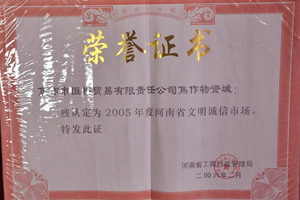 荣誉证书
贸易有限责任公司焦作物资城:
被认定为2005年度河南省文明诚信市场。
特发此证
河南省工商行政管理局
二00六年二月